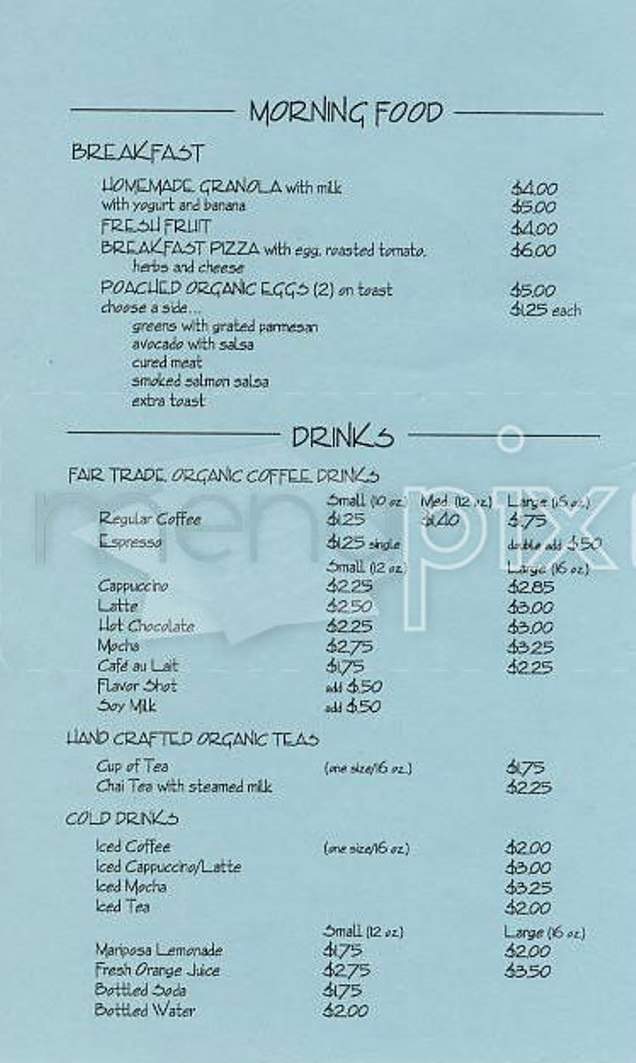 MORNING FOOD
BREAKFAST
HOMEMADE GRANOLA with milk $4.00
with yogurt and banana $5.00
FRESH FRUIT $4.00
BREAKFAST PIZZA with egg, roasted tomato, $6.00
herbs and cheese
POACHED ORGANIC EGGS (2) on toast $5.00
choose a side... $1.25 each
greens with grated parmesan
avocado with salsa
cured meat
smoked salmon salsa
extra toast
DRINKS
FAIR TRADE, ORGANIC COFFEE DRINKS
Small (10 oz.) Med. (12 oz.) Large (15 oz.)
Regular Coffee $1.25 $1.40 $.75
Espresso $1.25 single double add $.50
Small (12 oz.) Large (16 oz.)
Cappuccino $2.25 $2.85
Latte $2.50 $3.00
Hot Chocolate $2.25 $3.00
Mocha $2.75 $3.25
Café au Lait $1.75 $2.25
Flavor Shot add $.50
Soy Milk add $.50
HAND CRAFTED ORGANIC TEAS
Cup of Tea (one size/16 oz.) $1.75
Chai Tea with steamed milk $2.25
COLD DRINKS
Iced Coffee (one size/16 oz.) $2.00
Iced Cappuccino/Latte $3.00
Iced Mocha $3.25
Iced Tea $2.00
Small (12 oz.) Large (16 oz.)
Mariposa Lemonade $1.75 $2.00
Fresh Orange Juice $2.75 $3.50
Bottled Soda $1.75
Bottled Water $2.00